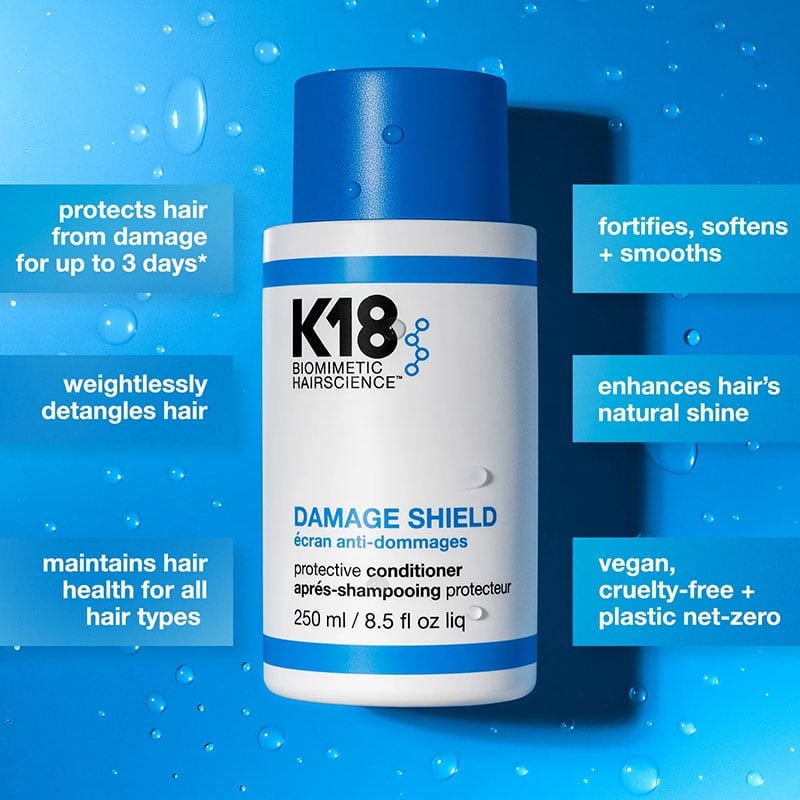 protects hair
from damage
for up to 3 days*
weightlessly
detangles hair
maintains hair
health for all
hair types
K18
BIOMIMETIC
HAIRSCIENCE™
DAMAGE SHIELD
écran anti-dommages
protective conditioner
aprés-shampooing protecteur
250 ml / 8.5 fl oz liq
fortifies, softens
+ smooths
enhances hair's
natural shine
vegan,
cruelty-free +
plastic net-zero